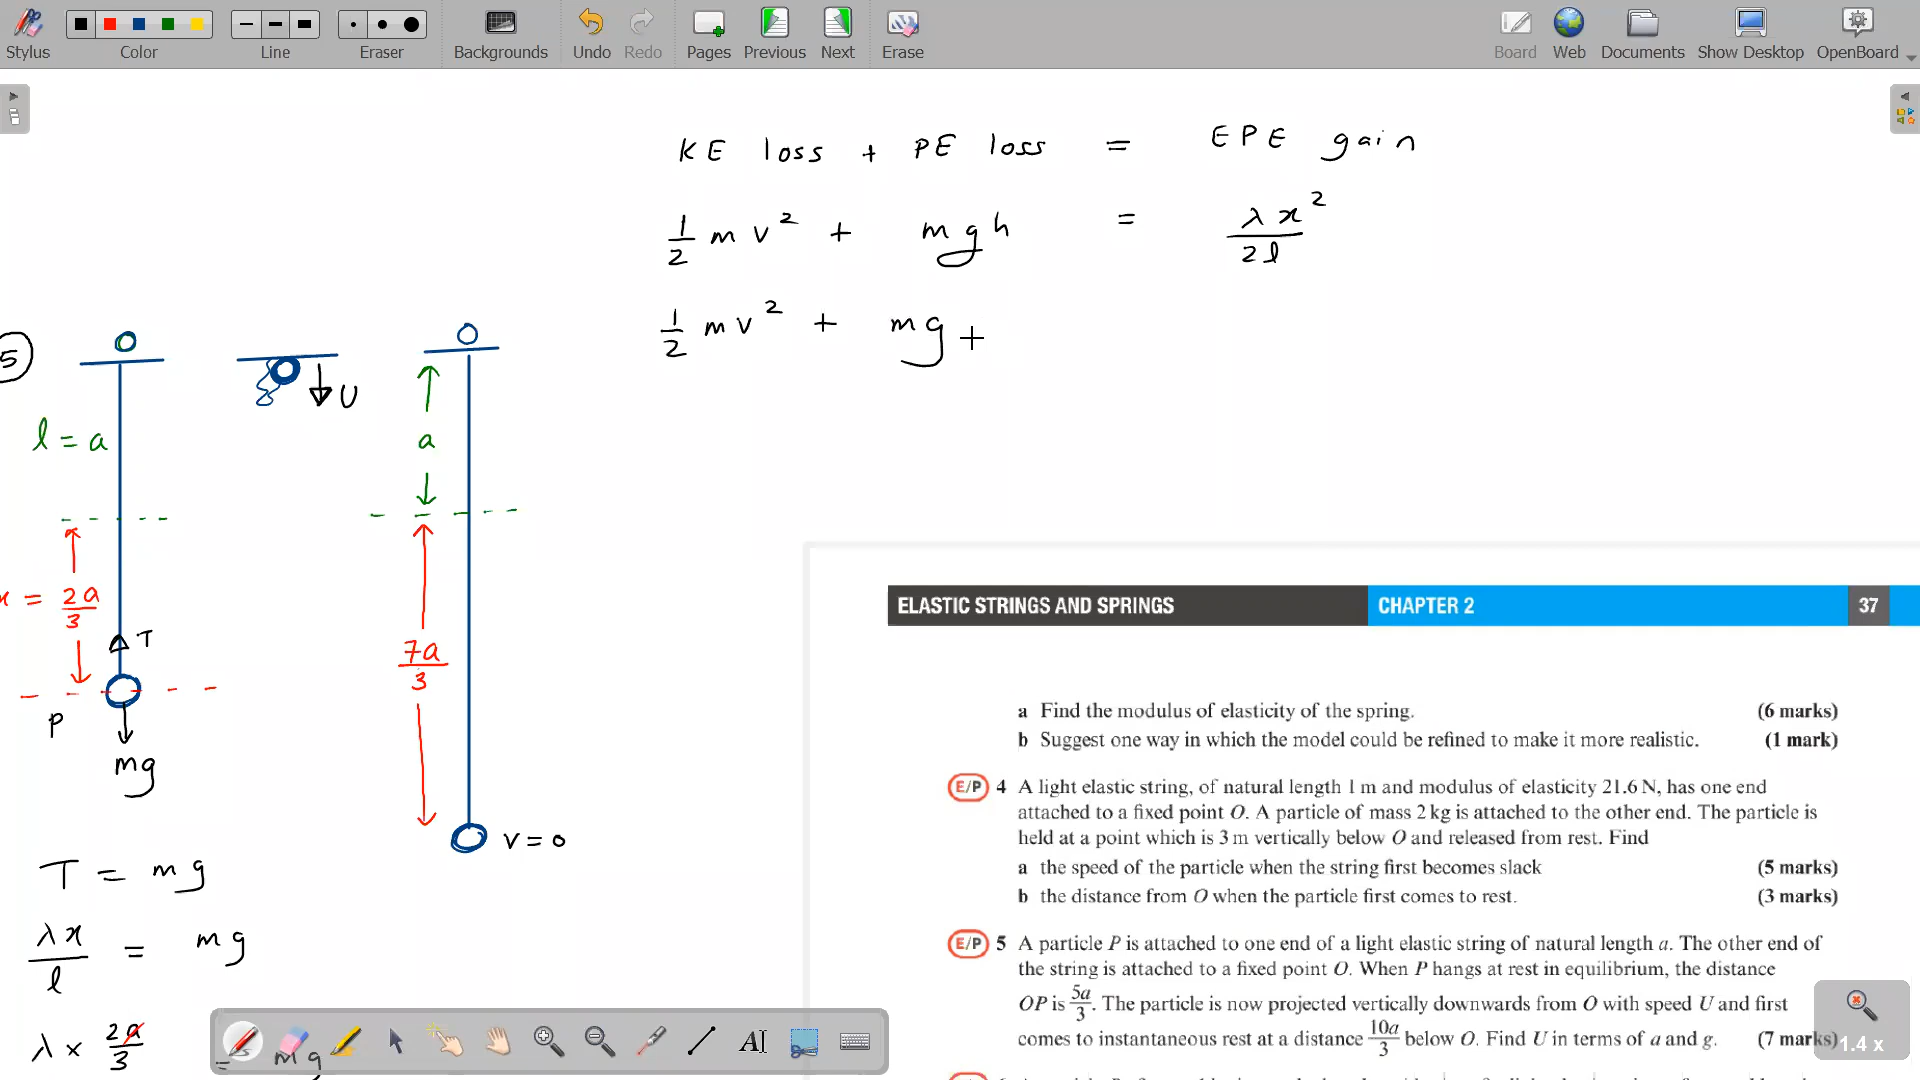 Stylus Color Line Eraser Backgrounds Undo Redo Pages Previous Next Erase Board Web Documents Show Desktop OpenBoard
KE loss + PE loss = EPE gain
1/2 m v² + mgh = λx²/2l
1/2 mv² + mg +
5
O
O
U
l = a
a
x = 2a/3
T
P
mg
7a/3
v = 0
T = mg
λx/l = mg
λ × 2a/3 = mg
ELASTIC STRINGS AND SPRINGS CHAPTER 2 37
a Find the modulus of elasticity of the spring. (6 marks)
b Suggest one way in which the model could be refined to make it more realistic. (1 mark)
E/P 4 A light elastic string, of natural length 1 m and modulus of elasticity 21.6 N, has one end
attached to a fixed point O. A particle of mass 2 kg is attached to the other end. The particle is
held at a point which is 3 m vertically below O and released from rest. Find
a the speed of the particle when the string first becomes slack (5 marks)
b the distance from O when the particle first comes to rest. (3 marks)
E/P 5 A particle P is attached to one end of a light elastic string of natural length a. The other end of
the string is attached to a fixed point O. When P hangs at rest in equilibrium, the distance
OP is 5a/3. The particle is now projected vertically downwards from O with speed U and first
comes to instantaneous rest at a distance 10a/3 below O. Find U in terms of a and g. (7 marks)
1.4 x